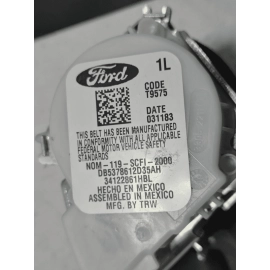 Ford
1L
CODE
T9575
DATE
031183
THIS BELT HAS BEEN MANUFACTURED
IN CONFORMITY WITH ALL APPLICABLE
FEDERAL MOTOR VEHICLE SAFETY
STANDARDS
NOM-119-SCFI-2000
DB5378612D35AH
34122861HBL
HECHO EN MEXICO
ASSEMBLED IN MEXICO
MFG. BY TRW